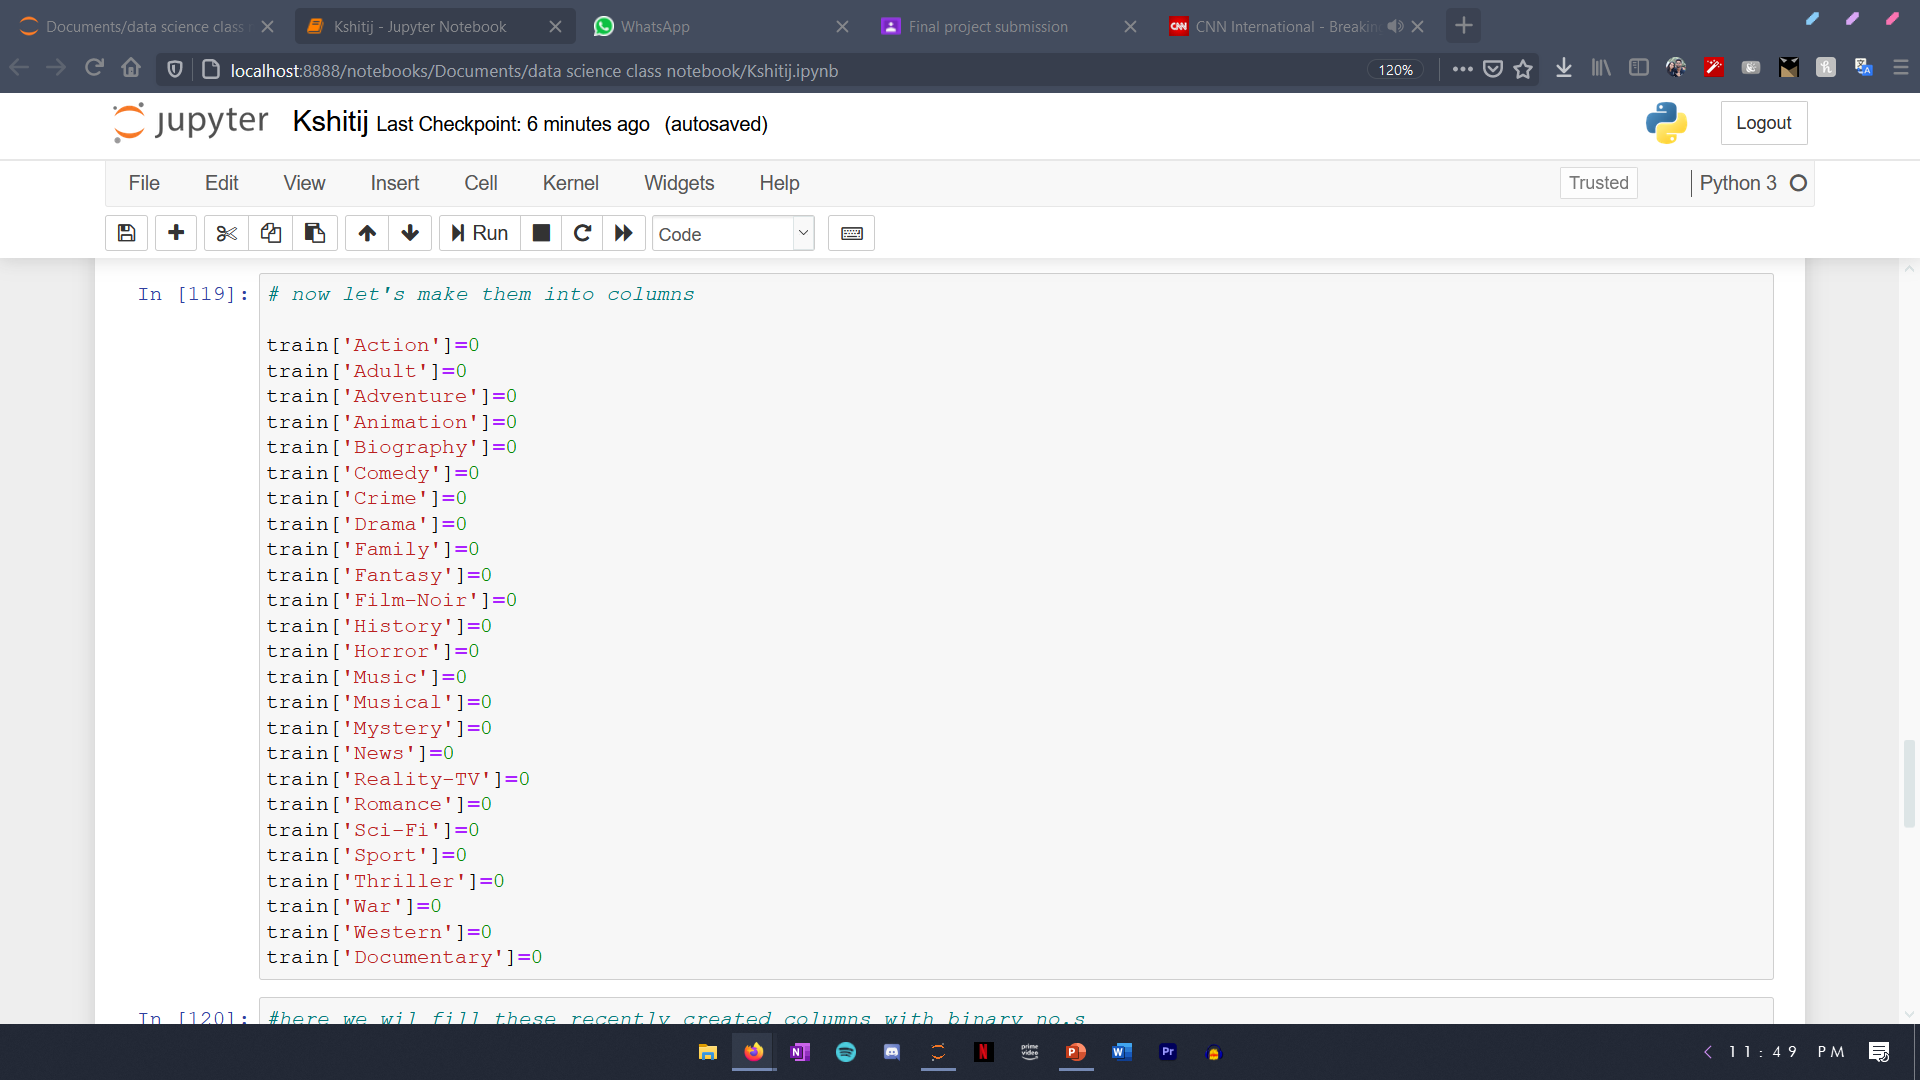 Documents/data science class
Kshitij - Jupyter Notebook
WhatsApp
Final project submission
CNN International - Breakin
localhost:8888/notebooks/Documents/data science class notebook/Kshitij.ipynb
120%
jupyter
Kshitij Last Checkpoint: 6 minutes ago (autosaved)
Logout
File Edit View Insert Cell Kernel Widgets Help
Trusted
Python 3
Run
Code
In [119]: # now let's make them into columns
train['Action']=0
train['Adult']=0
train['Adventure']=0
train['Animation']=0
train['Biography']=0
train['Comedy']=0
train['Crime']=0
train['Drama']=0
train['Family']=0
train['Fantasy']=0
train['Film-Noir']=0
train['History']=0
train['Horror']=0
train['Music']=0
train['Musical']=0
train['Mystery']=0
train['News']=0
train['Reality-TV']=0
train['Romance']=0
train['Sci-Fi']=0
train['Sport']=0
train['Thriller']=0
train['War']=0
train['Western']=0
train['Documentary']=0
In [120]: #here we wil fill these recently created columns with binary no.s
prime video
11:49 PM